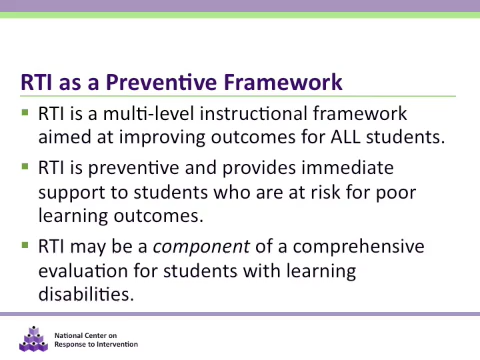 RTI as a Preventive Framework
▪ RTI is a multi-level instructional framework
aimed at improving outcomes for ALL students.
▪ RTI is preventive and provides immediate
support to students who are at risk for poor
learning outcomes.
▪ RTI may be a component of a comprehensive
evaluation for students with learning
disabilities.
National Center on
Response to Intervention